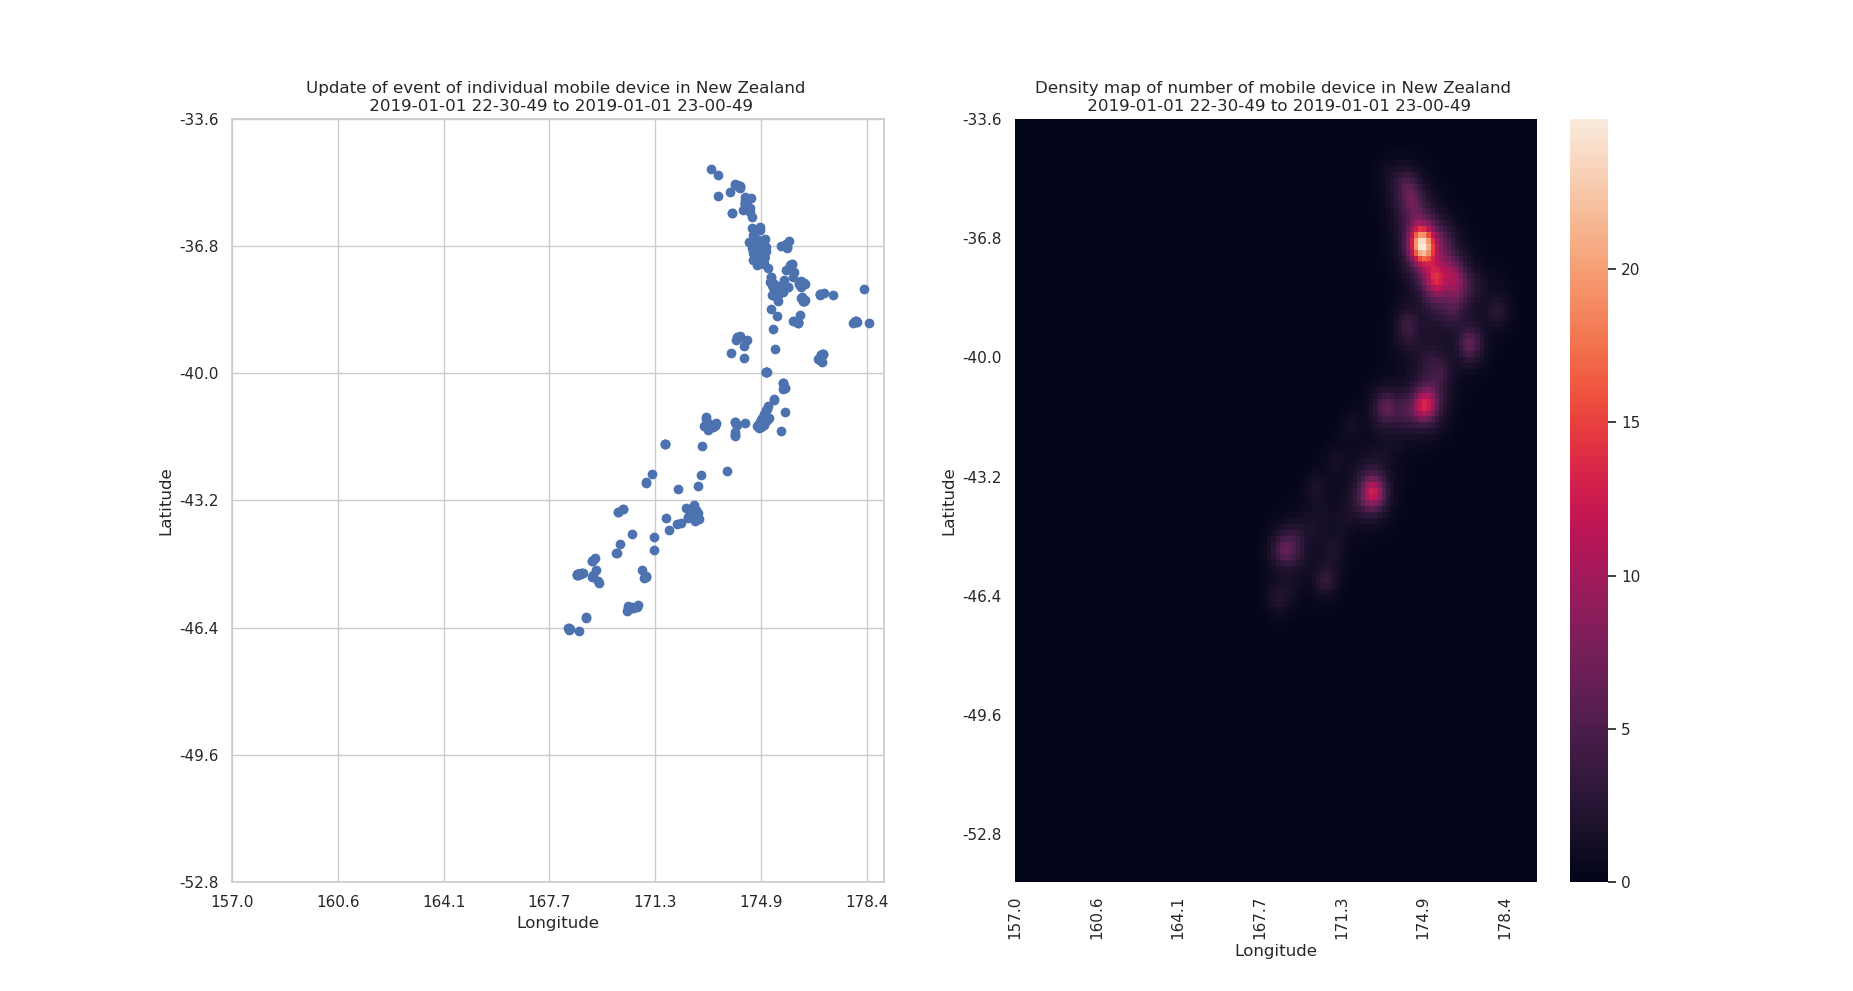 Update of event of individual mobile device in New Zealand
2019-01-01 22-30-49 to 2019-01-01 23-00-49
-33.6
-36.8
-40.0
-43.2
-46.4
-49.6
-52.8
Latitude
157.0 160.6 164.1 167.7 171.3 174.9 178.4
Longitude
Density map of number of mobile device in New Zealand
2019-01-01 22-30-49 to 2019-01-01 23-00-49
-33.6
-36.8
-40.0
-43.2
-46.4
-49.6
-52.8
Latitude
157.0 160.6 164.1 167.7 171.3 174.9 178.4
Longitude
20
15
10
5
0